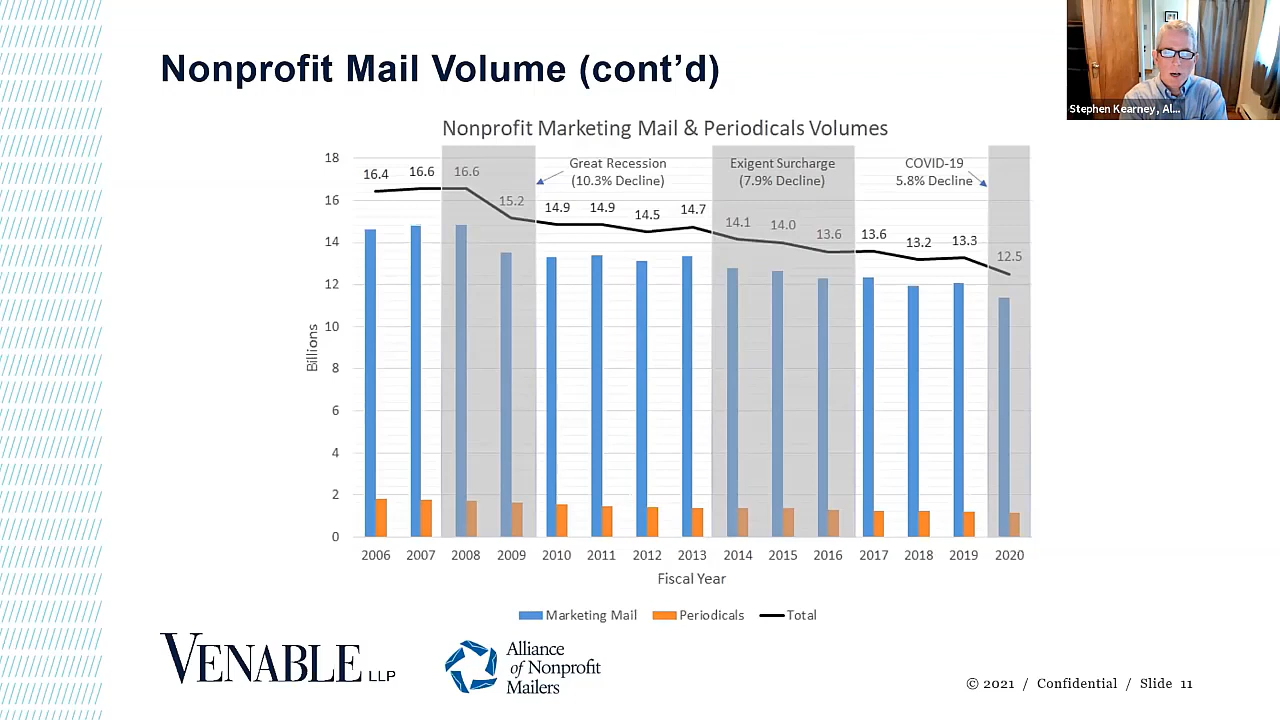 Nonprofit Mail Volume (cont’d)
Stephen Kearney, Al...
Nonprofit Marketing Mail & Periodicals Volumes
Great Recession
(10.3% Decline)
Exigent Surcharge
(7.9% Decline)
COVID-19
5.8% Decline
16.4 16.6 16.6 15.2 14.9 14.9 14.5 14.7 14.1 14.0 13.6 13.6 13.2 13.3 12.5
18
16
14
12
10
8
6
4
2
0
Billions
2006 2007 2008 2009 2010 2011 2012 2013 2014 2015 2016 2017 2018 2019 2020
Fiscal Year
Marketing Mail Periodicals Total
VENABLE LLP
Alliance
of Nonprofit
Mailers
© 2021 / Confidential / Slide 11